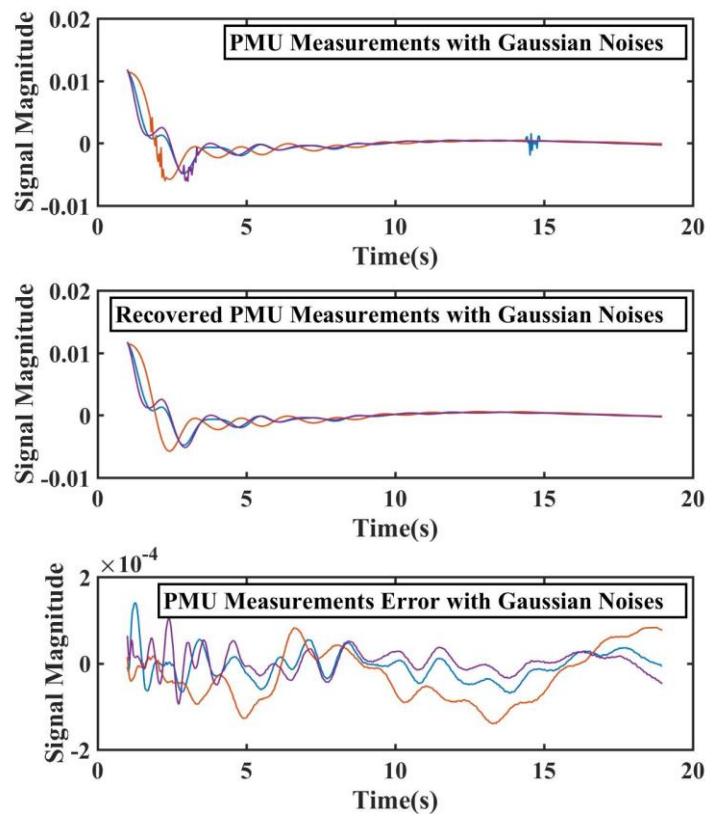 0.02
PMU Measurements with Gaussian Noises
0.01
0
-0.01
Signal Magnitude
0 5 10 15 20
Time(s)
0.02
Recovered PMU Measurements with Gaussian Noises
0.01
0
-0.01
Signal Magnitude
0 5 10 15 20
Time(s)
×10⁻⁴
2
PMU Measurements Error with Gaussian Noises
0
-2
Signal Magnitude
0 5 10 15 20
Time(s)